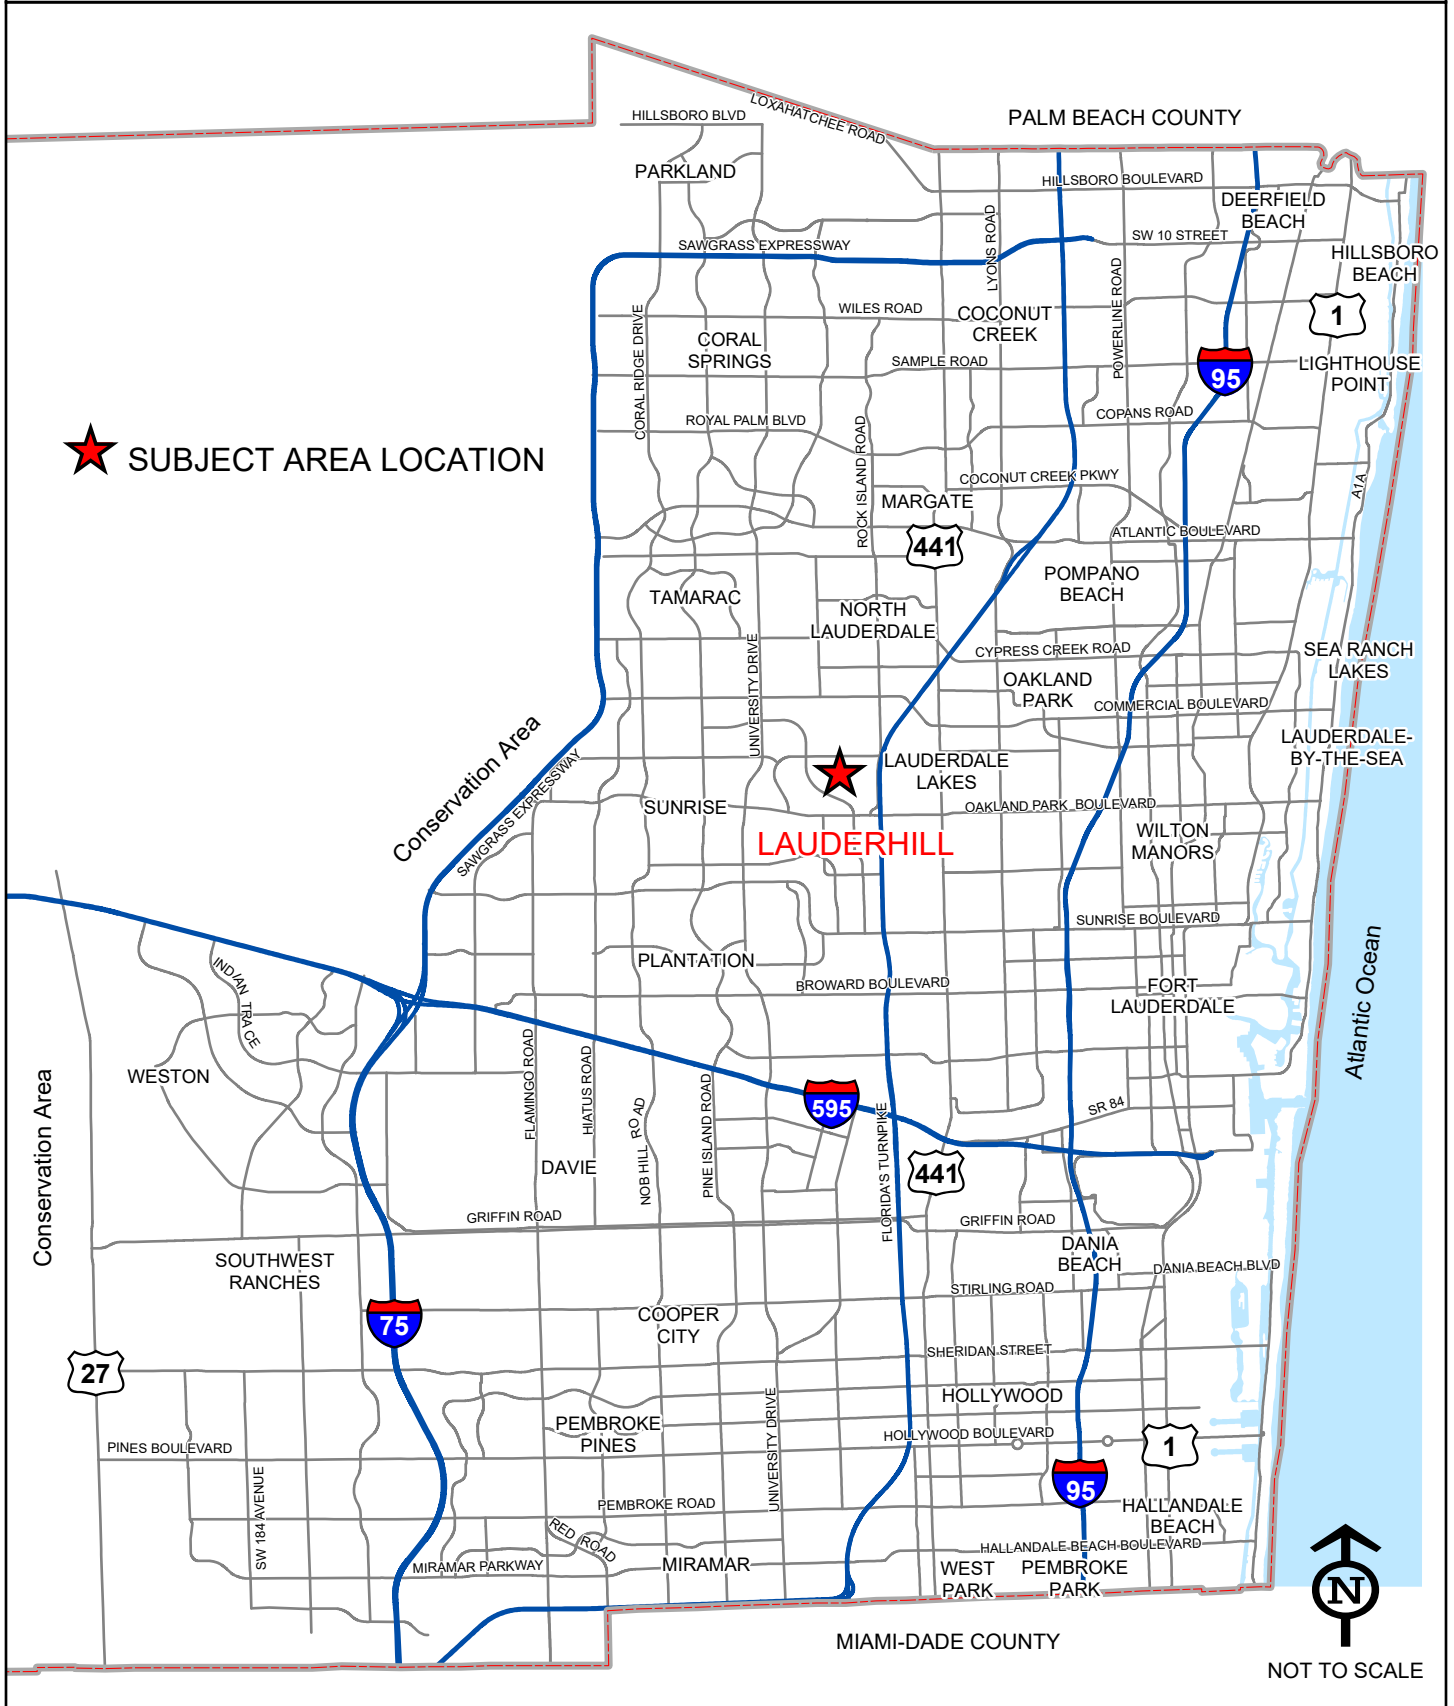 LOXAHATCHEE ROAD
HILLSBORO BLVD
PALM BEACH COUNTY
PARKLAND
HILLSBORO BOULEVARD
DEERFIELD
BEACH
LYONS ROAD
SW 10 STREET
SAWGRASS EXPRESSWAY
HILLSBORO
BEACH
POWERLINE ROAD
WILES ROAD
COCONUT
CREEK
1
CORAL RIDGE DRIVE
CORAL
SPRINGS
SAMPLE ROAD
95
LIGHTHOUSE
POINT
COPANS ROAD
ROYAL PALM BLVD
ROCK ISLAND ROAD
SUBJECT AREA LOCATION
COCONUT CREEK PKWY
A1A
MARGATE
441
ATLANTIC BOULEVARD
POMPANO
BEACH
TAMARAC
NORTH
LAUDERDALE
UNIVERSITY DRIVE
CYPRESS CREEK ROAD
SEA RANCH
LAKES
OAKLAND
PARK
COMMERCIAL BOULEVARD
Conservation Area
SAWGRASS EXPRESSWAY
LAUDERDALE-
BY-THE-SEA
LAUDERDALE
LAKES
SUNRISE
OAKLAND PARK BOULEVARD
LAUDERHILL
WILTON
MANORS
SUNRISE BOULEVARD
PLANTATION
INDIAN TRACE
BROWARD BOULEVARD
FORT
LAUDERDALE
Atlantic Ocean
WESTON
Conservation Area
FLAMINGO ROAD
HIATUS ROAD
NOB HILL ROAD
PINE ISLAND ROAD
595
FLORIDA'S TURNPIKE
SR 84
DAVIE
441
GRIFFIN ROAD
GRIFFIN ROAD
DANIA
BEACH
SOUTHWEST
RANCHES
DANIA BEACH BLVD
STIRLING ROAD
75
COOPER
CITY
SHERIDAN STREET
27
UNIVERSITY DRIVE
HOLLYWOOD
PEMBROKE
PINES
HOLLYWOOD BOULEVARD
1
PINES BOULEVARD
SW 184 AVENUE
95
PEMBROKE ROAD
HALLANDALE
BEACH
RED ROAD
HALLANDALE BEACH BOULEVARD
MIRAMAR PARKWAY
MIRAMAR
WEST
PARK
PEMBROKE
PARK
N
MIAMI-DADE COUNTY
NOT TO SCALE